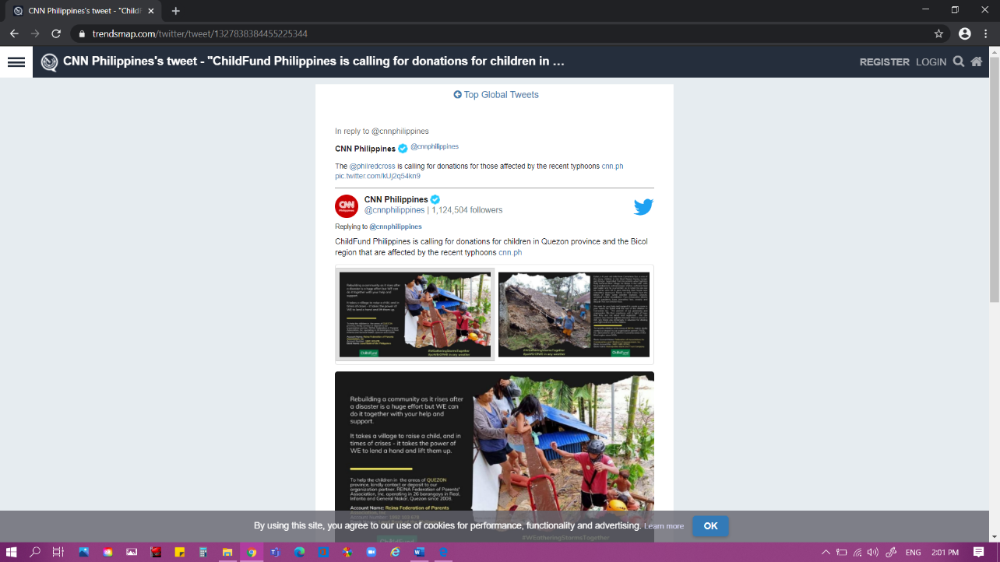 CNN Philippines's tweet - "ChildF
trendsmap.com/twitter/tweet/1327838384455225344
CNN Philippines's tweet - "ChildFund Philippines is calling for donations for children in ...
REGISTER LOGIN
Top Global Tweets
In reply to @cnnphilippines
CNN Philippines @cnnphilippines
The @philredcross is calling for donations for those affected by the recent typhoons cnn.ph
pic.twitter.com/kUj2q54kn9
CNN Philippines
@cnnphilippines | 1,124,504 followers
Replying to @cnnphilippines
ChildFund Philippines is calling for donations for children in Quezon province and the Bicol
region that are affected by the recent typhoons cnn.ph
Rebuilding a community as it rises after
a disaster is a huge effort but WE can
do it together with your help and
support.
It takes a village to raise a child, and in
times of crises - it takes the power of
WE to lend a hand and lift them up.
To help the children in the areas of QUEZON
province, kindly contact or deposit to our
organization partner, REINA Federation of Parents'
Association, Inc. operating in 26 barangays in Real,
Infanta and General Nakar, Quezon since 2008.
Account Name: Reina Federation of Parents
#WEatheringStormsTogether
By using this site, you agree to our use of cookies for performance, functionality and advertising. Learn more
OK
ENG 2:01 PM